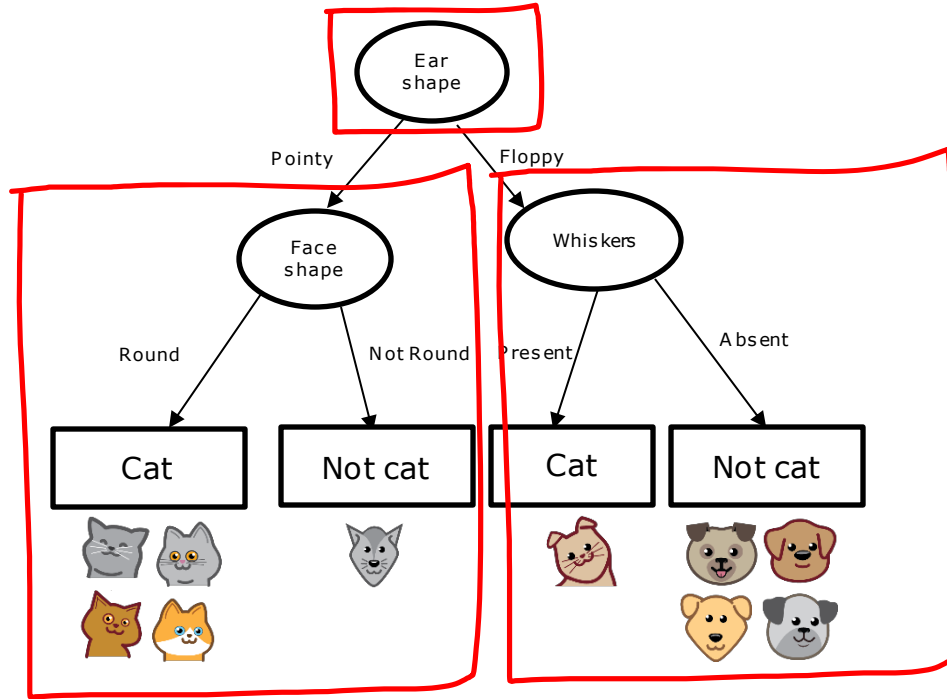 Ear
shape
Pointy
Floppy
Face
shape
Whiskers
Round
Not Round
Present
Absent
Cat
Not cat
Cat
Not cat